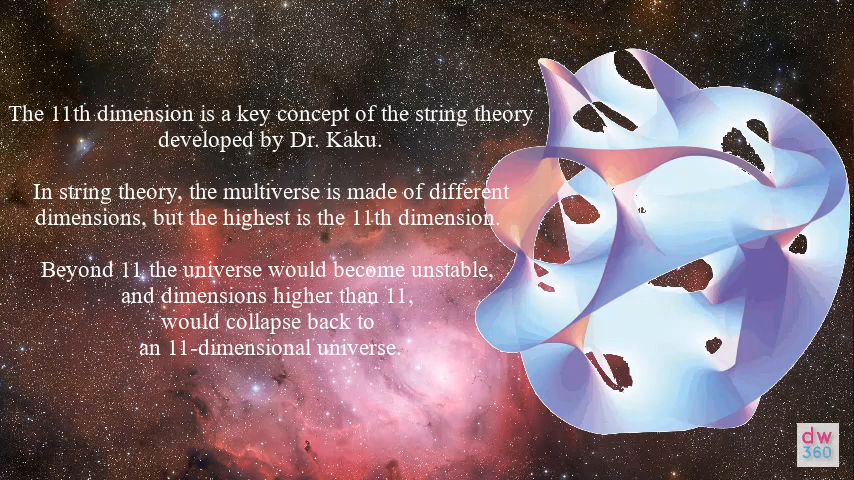 The 11th dimension is a key concept of the string theory
developed by Dr. Kaku.
In string theory, the multiverse is made of different
dimensions, but the highest is the 11th dimension.
Beyond 11 the universe would become unstable,
and dimensions higher than 11,
would collapse back to
an 11-dimensional universe.
dw
360